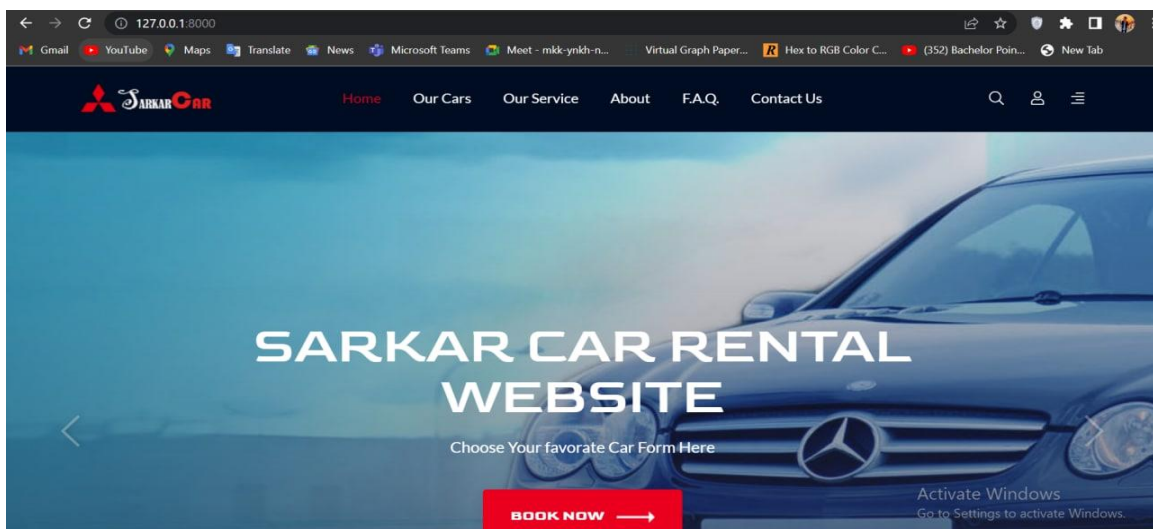 127.0.0.1:8000
Gmail YouTube Maps Translate News Microsoft Teams Meet - mkk-ynkh-n... Virtual Graph Paper... Hex to RGB Color C... (352) Bachelor Poin... New Tab
SARKAR CAR Home Our Cars Our Service About F.A.Q. Contact Us
SARKAR CAR RENTAL
WEBSITE
Choose Your favorate Car Form Here
BOOK NOW
Activate Windows
Go to Settings to activate Windows.